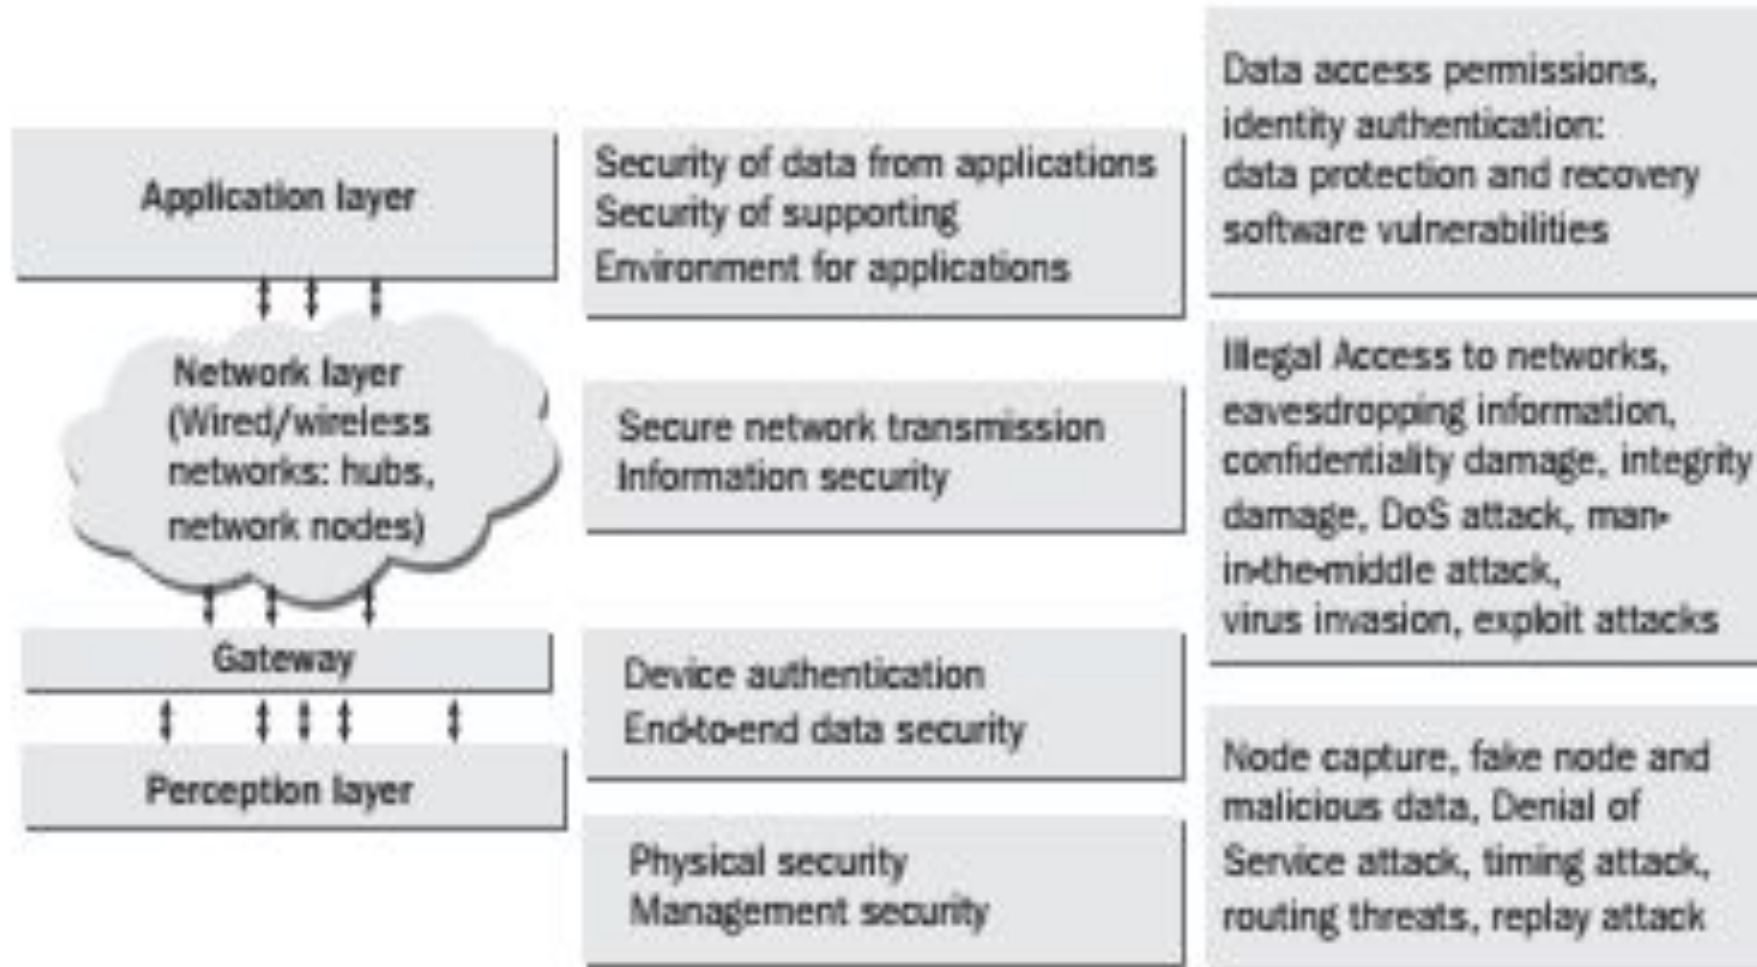 Application layer
Network layer
(Wired/wireless
networks: hubs,
network nodes)
Gateway
Perception layer
Security of data from applications
Security of supporting
Environment for applications
Secure network transmission
Information security
Device authentication
End-to-end data security
Physical security
Management security
Data access permissions,
identity authentication:
data protection and recovery
software vulnerabilities
Illegal Access to networks,
eavesdropping information,
confidentiality damage, integrity
damage, DoS attack, man-
in-the-middle attack,
virus invasion, exploit attacks
Node capture, fake node and
malicious data, Denial of
Service attack, timing attack,
routing threats, replay attack